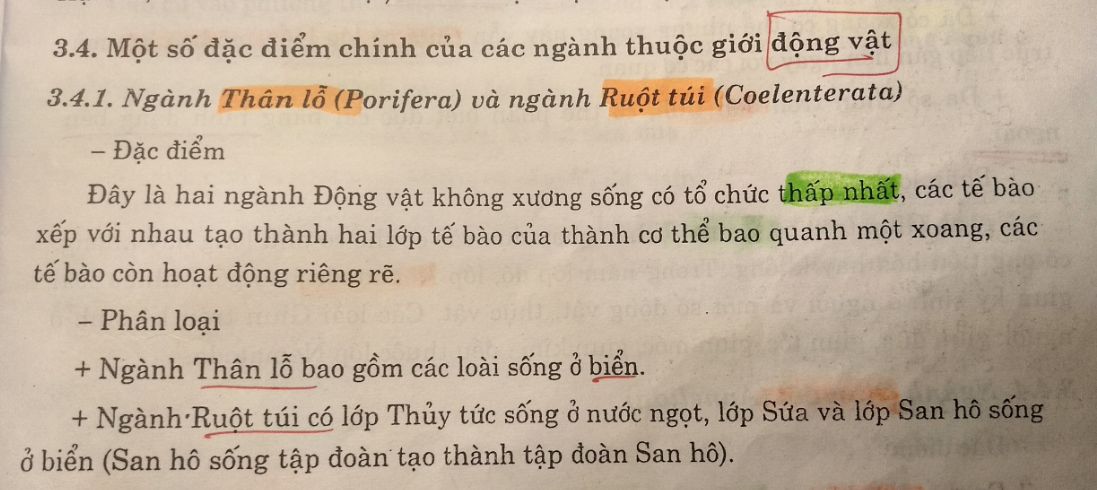 3.4. Một số đặc điểm chính của các ngành thuộc giới động vật
3.4.1. Ngành Thân lỗ (Porifera) và ngành Ruột túi (Coelenterata)
– Đặc điểm
Đây là hai ngành Động vật không xương sống có tổ chức thấp nhất, các tế bào
xếp với nhau tạo thành hai lớp tế bào của thành cơ thể bao quanh một xoang, các
tế bào còn hoạt động riêng rẽ.
– Phân loại
+ Ngành Thân lỗ bao gồm các loài sống ở biển.
+ Ngành Ruột túi có lớp Thủy tức sống ở nước ngọt, lớp Sứa và lớp San hô sống
ở biển (San hô sống tập đoàn tạo thành tập đoàn San hô).